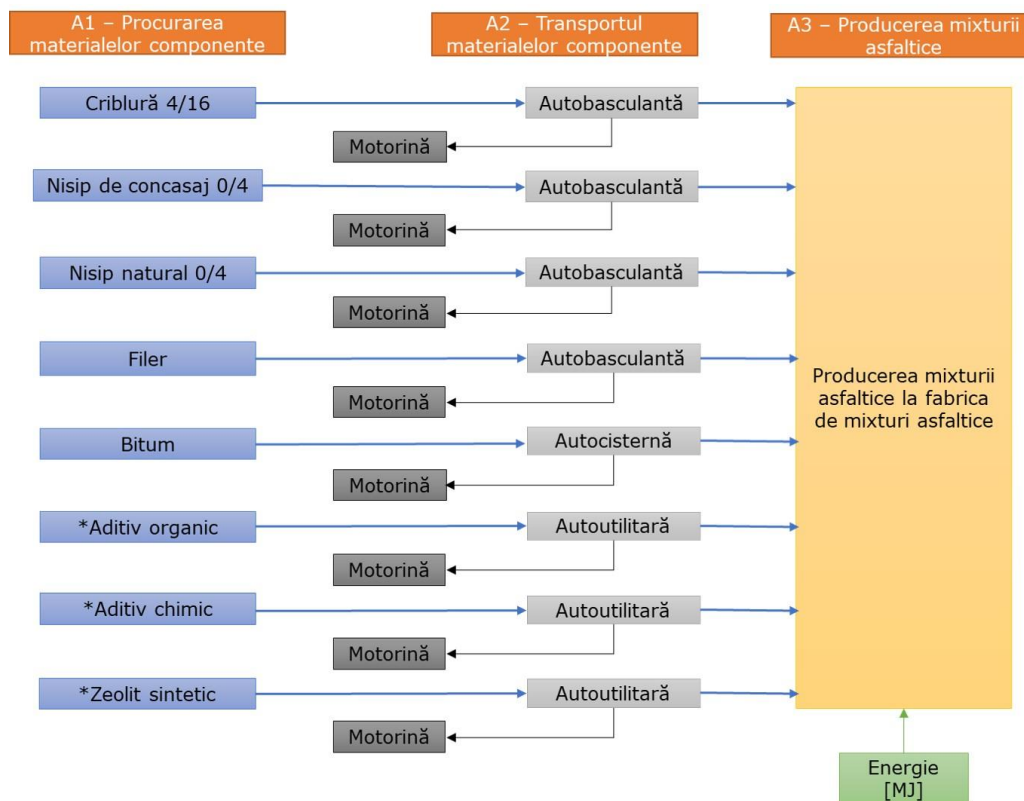 A1 – Procurarea
materialelor componente
A2 – Transportul
materialelor componente
A3 – Producerea mixturii
asfaltice
Criblură 4/16
Autobasculantă
Motorină
Nisip de concasaj 0/4
Autobasculantă
Motorină
Nisip natural 0/4
Autobasculantă
Motorină
Filer
Autobasculantă
Motorină
Producerea mixturii
asfaltice la fabrica
de mixturi asfaltice
Bitum
Autocisternă
Motorină
*Aditiv organic
Autoutilitară
Motorină
*Aditiv chimic
Autoutilitară
Motorină
*Zeolit sintetic
Autoutilitară
Motorină
Energie
[MJ]